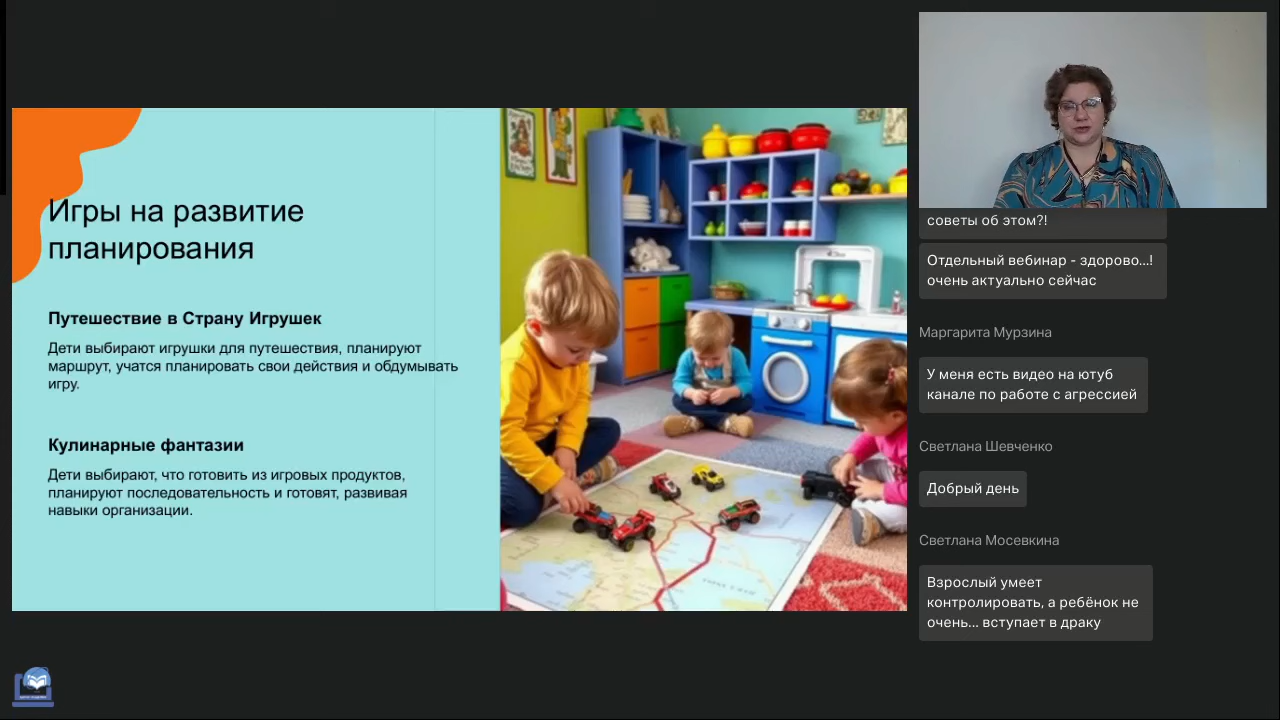 Игры на развитие
планирования
Путешествие в Страну Игрушек
Дети выбирают игрушки для путешествия, планируют
маршрут, учатся планировать свои действия и обдумывать
игру.
Кулинарные фантазии
Дети выбирают, что готовить из игровых продуктов,
планируют последовательность и готовят, развивая
навыки организации.
советы об этом?!
Отдельный вебинар - здорово...!
очень актуально сейчас
Маргарита Мурзина
У меня есть видео на ютуб
канале по работе с агрессией
Светлана Шевченко
Добрый день
Светлана Мосевкина
Взрослый умеет
контролировать, а ребёнок не
очень... вступает в драку